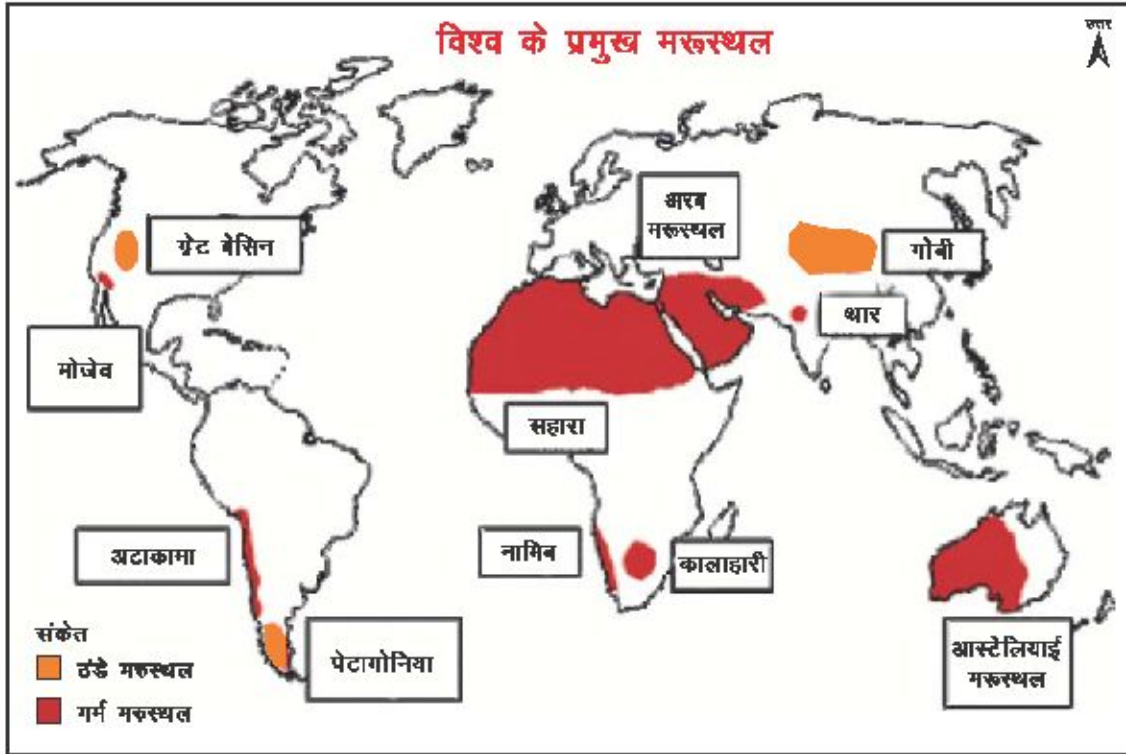 विश्व के प्रमुख मरूस्थल
उत्तर
अरब
मरूस्थल
ग्रेट बेसिन
गोबी
थार
मोजेव
सहारा
अटाकामा
नामिब
कालाहारी
संकेत
ठंडे मरुस्थल
गर्म मरुस्थल
पेटागोनिया
आस्टेलियाई
मरूस्थल